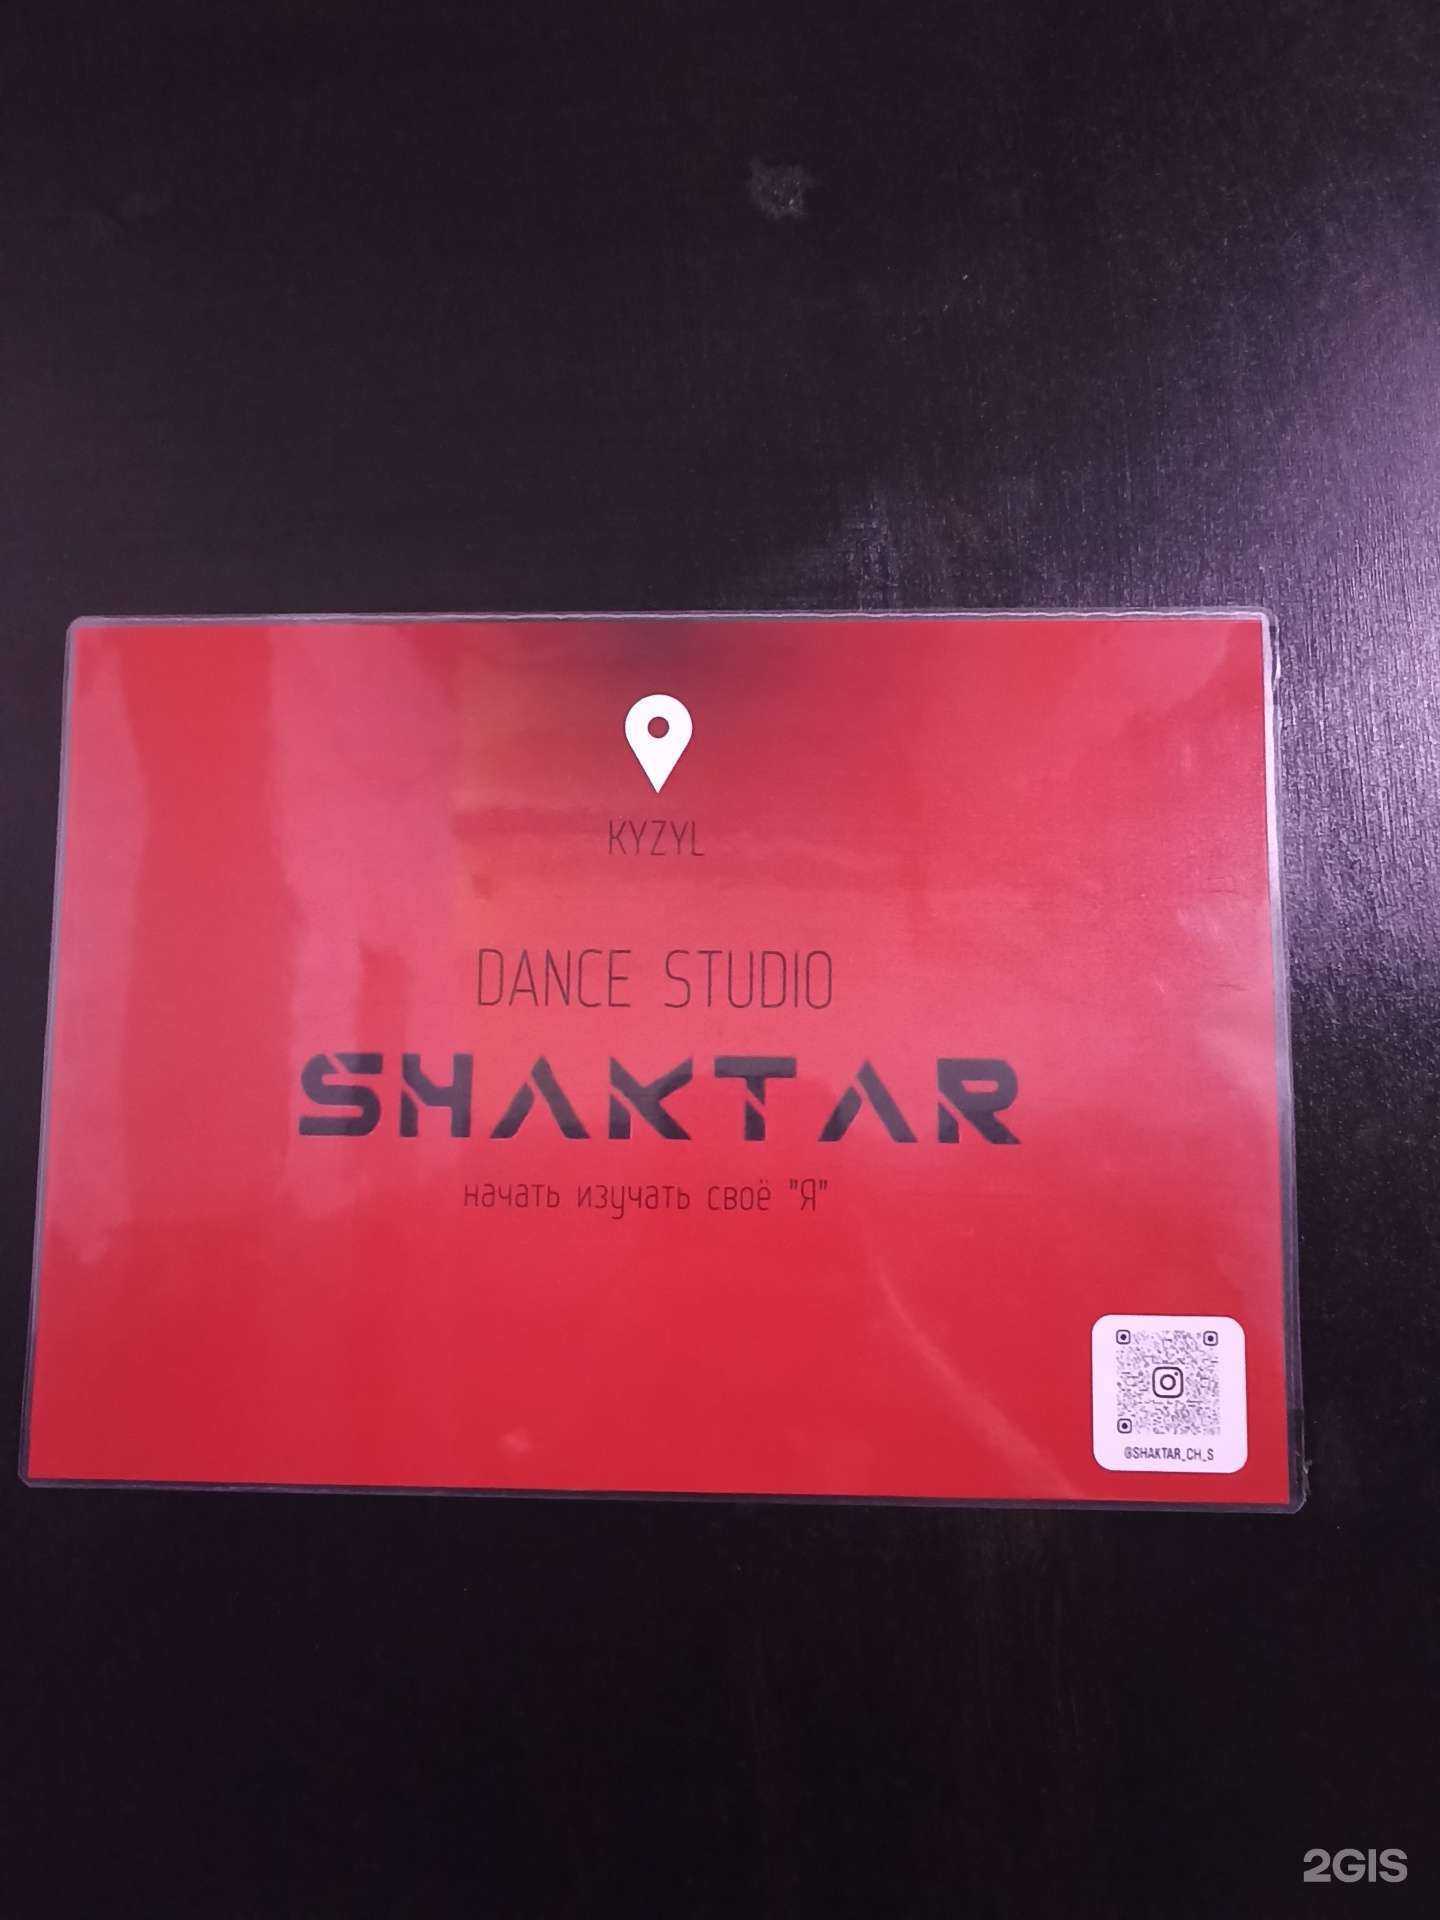 KYZYL
DANCE STUDIO
SHAKTAR
начать изучать своё "Я"
@SHAKTAR_CH_S
2GIS